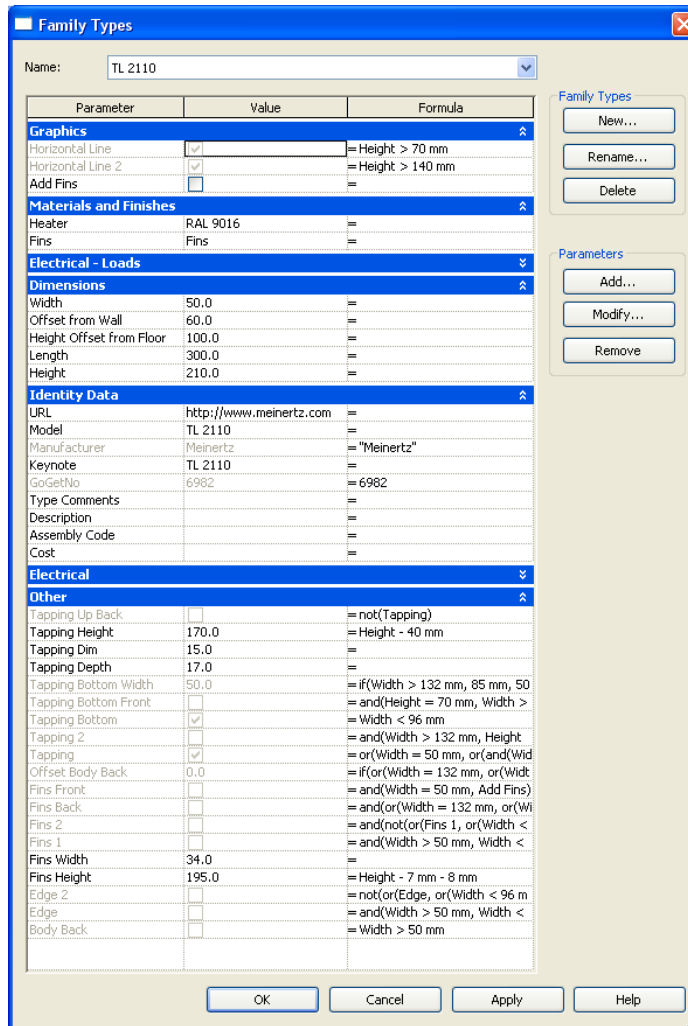 Family Types
Name: TL 2110
Parameter Value Formula
Graphics
Horizontal Line = Height > 70 mm
Horizontal Line 2 = Height > 140 mm
Add Fins =
Materials and Finishes
Heater RAL 9016 =
Fins Fins =
Electrical - Loads
Dimensions
Width 50.0 =
Offset from Wall 60.0 =
Height Offset from Floor 100.0 =
Length 300.0 =
Height 210.0 =
Identity Data
URL http://www.meinertz.com =
Model TL 2110 =
Manufacturer Meinertz = "Meinertz"
Keynote TL 2110 =
GoGetNo 6982 = 6982
Type Comments =
Description =
Assembly Code =
Cost =
Electrical
Other
Tapping Up Back = not(Tapping)
Tapping Height 170.0 = Height - 40 mm
Tapping Dim 15.0 =
Tapping Depth 17.0 =
Tapping Bottom Width 50.0 = if(Width > 132 mm, 85 mm, 50
Tapping Bottom Front = and(Height = 70 mm, Width >
Tapping Bottom = Width < 96 mm
Tapping 2 = and(Width > 132 mm, Height
Tapping = or(Width = 50 mm, or(and(Wid
Offset Body Back 0.0 = if(or(Width = 132 mm, or(Widt
Fins Front = and(Width = 50 mm, Add Fins)
Fins Back = and(or(Width = 132 mm, or(Wi
Fins 2 = and(not(or(Fins 1, or(Width <
Fins 1 = and(Width > 50 mm, Width <
Fins Width 34.0 =
Fins Height 195.0 = Height - 7 mm - 8 mm
Edge 2 = not(or(Edge, or(Width < 96 m
Edge = and(Width > 50 mm, Width <
Body Back = Width > 50 mm
Family Types
New...
Rename...
Delete
Parameters
Add...
Modify...
Remove
OK Cancel Apply Help